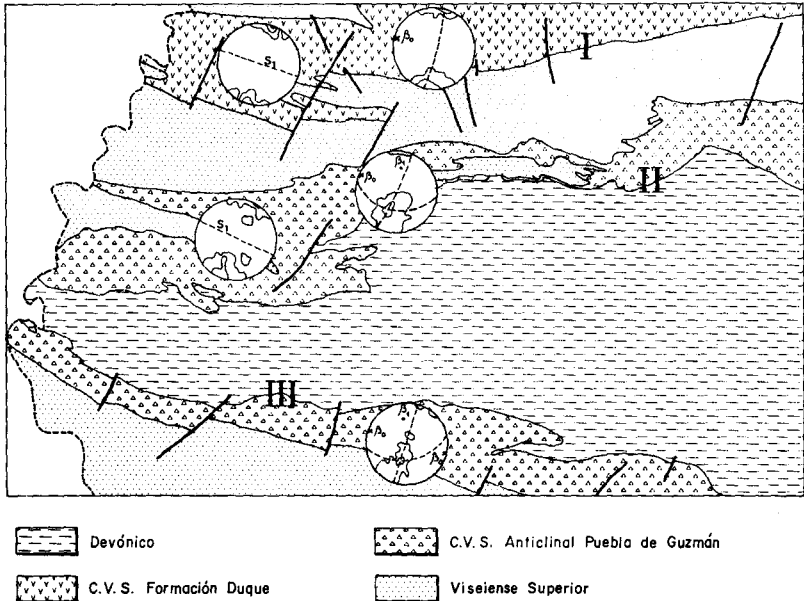 I
S₁
β₀
II
β₁
β₀
S₁
III
β₁
β₀
Devónico
C.V.S. Anticlinal Puebla de Guzmán
C.V.S. Formación Duque
Viseiense Superior